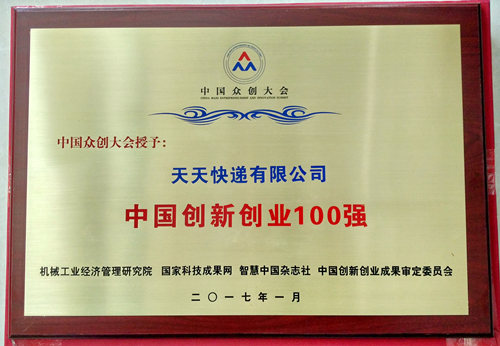 中国众创大会
CHINA MASS ENTREPRENEURSHIP AND INNOVATION SUMMIT
中国众创大会授予：
天天快递有限公司
中国创新创业100强
机械工业经济管理研究院 国家科技成果网 智慧中国杂志社 中国创新创业成果审定委员会
二〇一七年一月